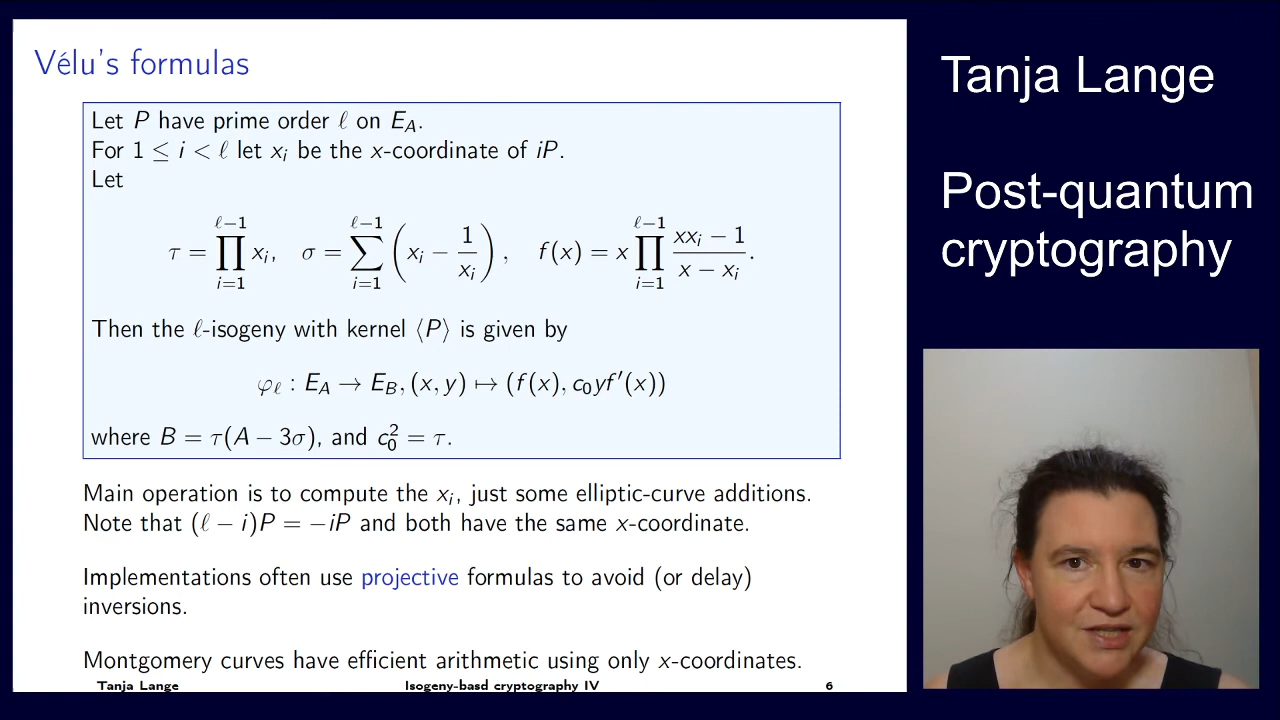 Vélu's formulas
Let P have prime order ℓ on E_A.
For 1 ≤ i < ℓ let x_i be the x-coordinate of iP.
Let
τ = ∏_{i=1}^{ℓ−1} x_i, σ = ∑_{i=1}^{ℓ−1} (x_i − 1/x_i), f(x) = x ∏_{i=1}^{ℓ−1} (xx_i − 1)/(x − x_i).
Then the ℓ-isogeny with kernel ⟨P⟩ is given by
φ_ℓ : E_A → E_B, (x, y) ↦ (f(x), c_0yf′(x))
where B = τ(A − 3σ), and c_0^2 = τ.
Main operation is to compute the x_i, just some elliptic-curve additions.
Note that (ℓ − i)P = −iP and both have the same x-coordinate.
Implementations often use projective formulas to avoid (or delay)
inversions.
Montgomery curves have efficient arithmetic using only x-coordinates.
Tanja Lange Isogeny-basd cryptography IV 6
Tanja Lange
Post-quantum
cryptography